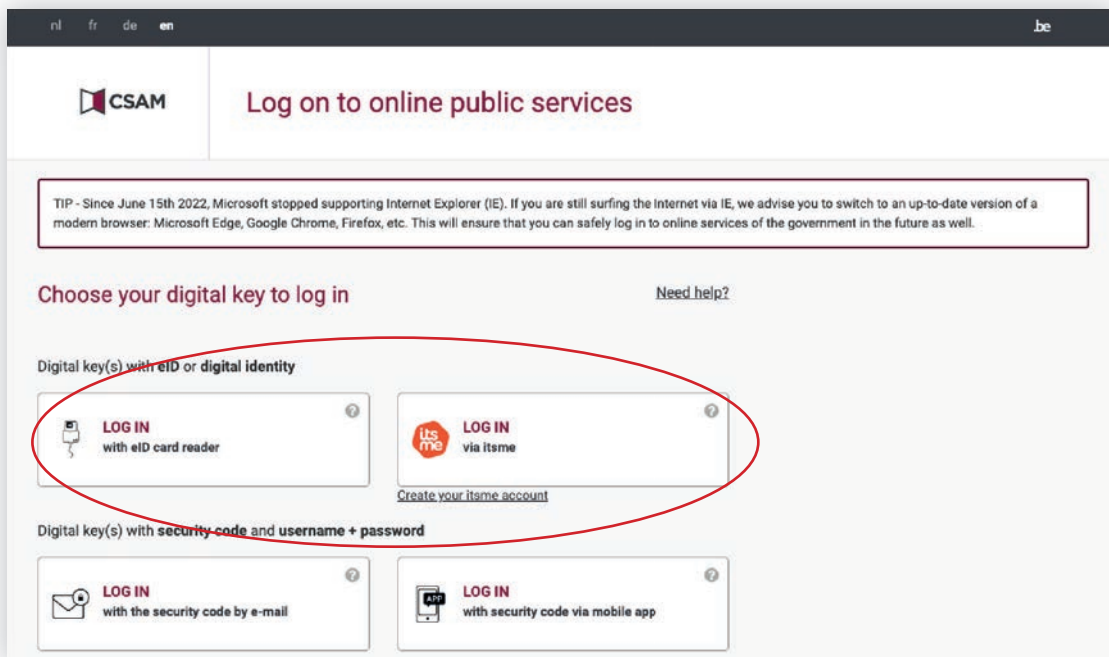 nl fr de en .be
CSAM
Log on to online public services
TIP - Since June 15th 2022, Microsoft stopped supporting Internet Explorer (IE). If you are still surfing the Internet via IE, we advise you to switch to an up-to-date version of a
modern browser: Microsoft Edge, Google Chrome, Firefox, etc. This will ensure that you can safely log in to online services of the government in the future as well.
Choose your digital key to log in
Need help?
Digital key(s) with eID or digital identity
?
LOG IN
with eID card reader
?
its
me
LOG IN
via itsme
Create your itsme account
Digital key(s) with security code and username + password
?
LOG IN
with the security code by e-mail
?
APP
LOG IN
with security code via mobile app